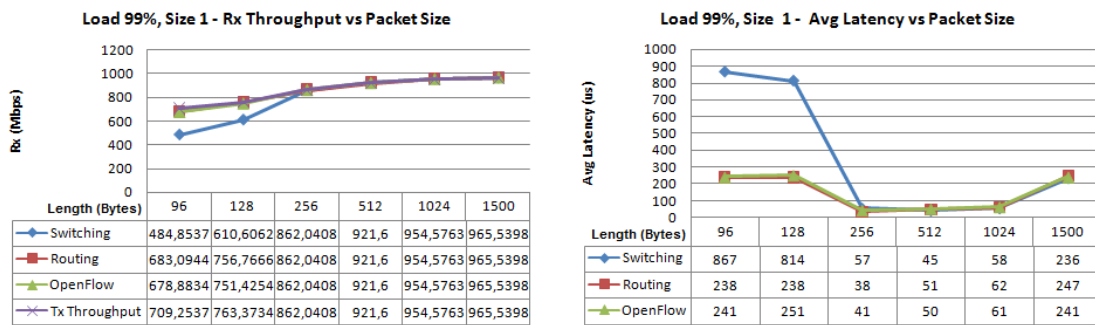 Load 99%, Size 1 - Rx Throughput vs Packet Size
Rx (Mbps)
1200
1000
800
600
400
200
0
Length (Bytes) 96 128 256 512 1024 1500
Switching 484,8537 610,6062 862,0408 921,6 954,5763 965,5398
Routing 683,0944 756,7666 862,0408 921,6 954,5763 965,5398
OpenFlow 678,8834 751,4254 862,0408 921,6 954,5763 965,5398
Tx Throughput 709,2537 763,3734 862,0408 921,6 954,5763 965,5398
Load 99%, Size 1 - Avg Latency vs Packet Size
Avg Latency (us)
1000
900
800
700
600
500
400
300
200
100
0
Length (Bytes) 96 128 256 512 1024 1500
Switching 867 814 57 45 58 236
Routing 238 238 38 51 62 247
OpenFlow 241 251 41 50 61 241